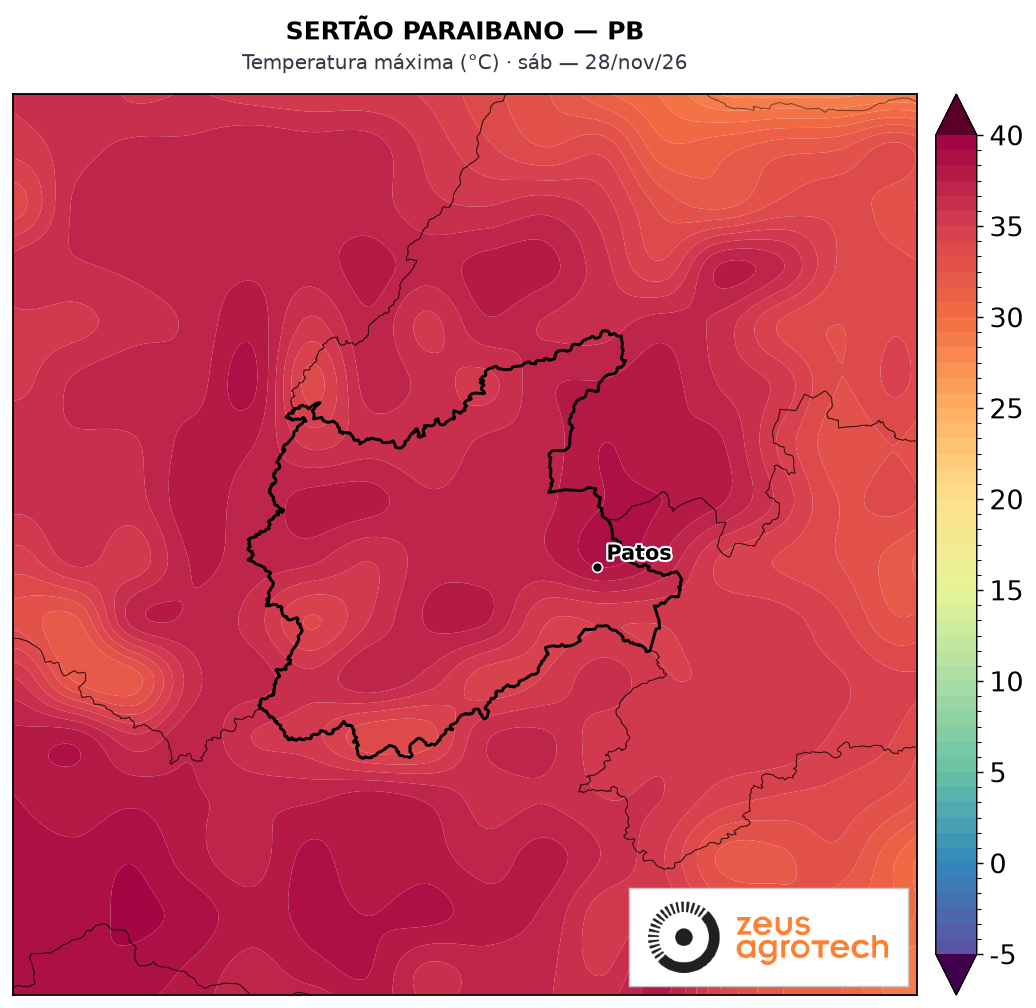 SERTÃO PARAIBANO — PB
Temperatura máxima (°C) · sáb — 28/nov/26
40
35
30
25
20
15
10
5
0
-5
Patos
zeus
agrotech